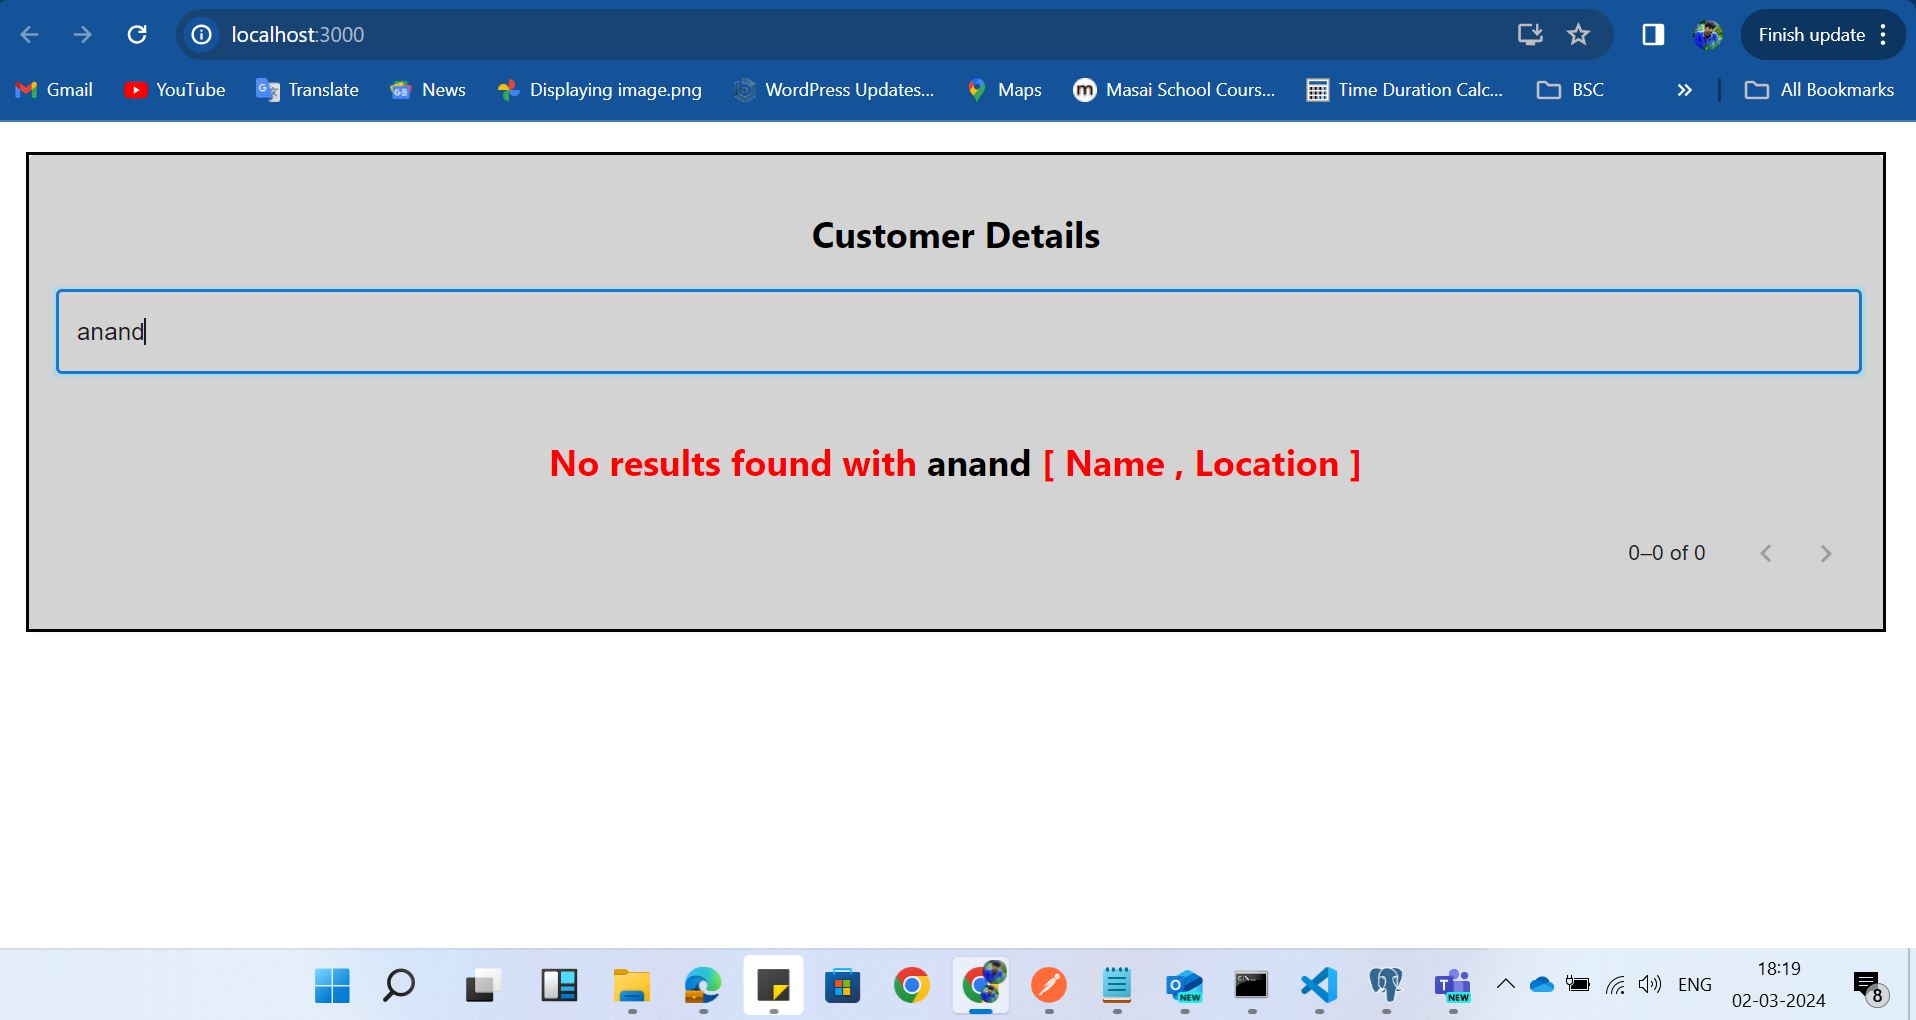 localhost:3000
Finish update
Gmail YouTube Translate News Displaying image.png WordPress Updates... Maps Masai School Cours... Time Duration Calc... BSC All Bookmarks
Customer Details
anand
No results found with anand [ Name , Location ]
0–0 of 0
ENG
18:19
02-03-2024
8
NEW
NEW